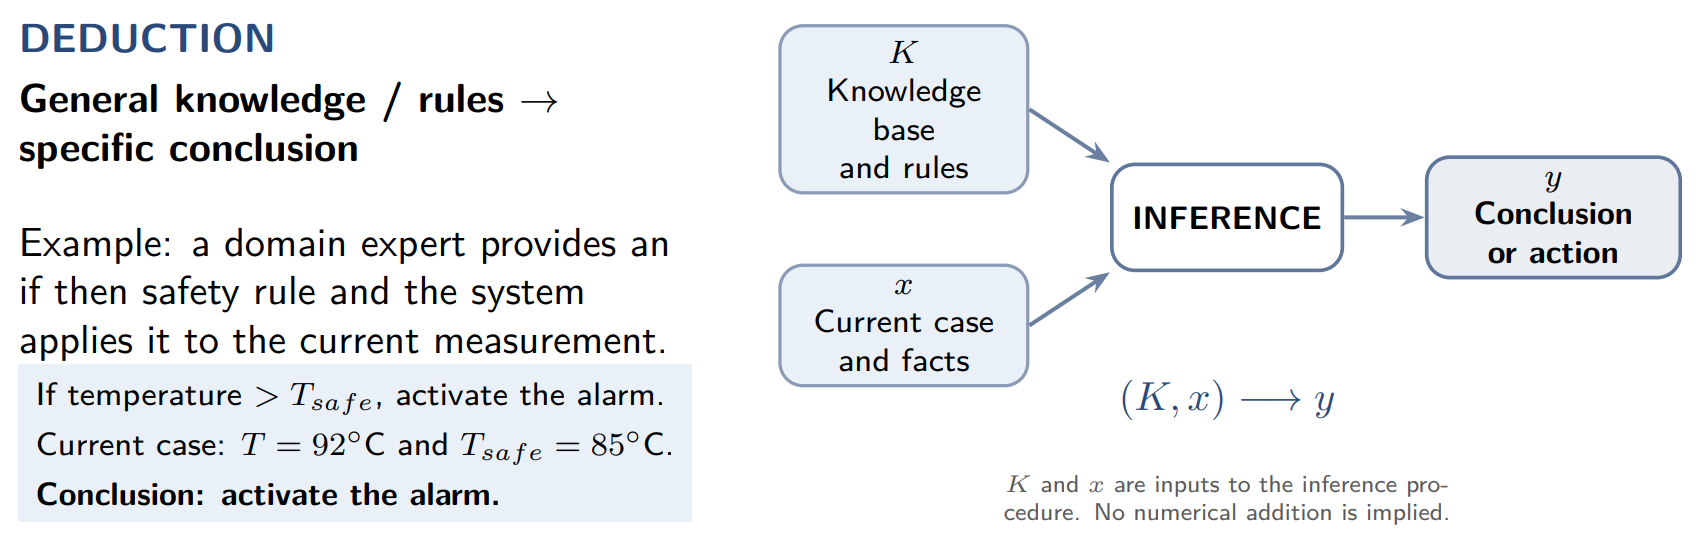 DEDUCTION
General knowledge / rules →
specific conclusion
Example: a domain expert provides an
if then safety rule and the system
applies it to the current measurement.
If temperature > T_safe, activate the alarm.
Current case: T = 92°C and T_safe = 85°C.
Conclusion: activate the alarm.
K
Knowledge
base
and rules
x
Current case
and facts
INFERENCE
y
Conclusion
or action
(K, x) ⟶ y
K and x are inputs to the inference pro-
cedure. No numerical addition is implied.